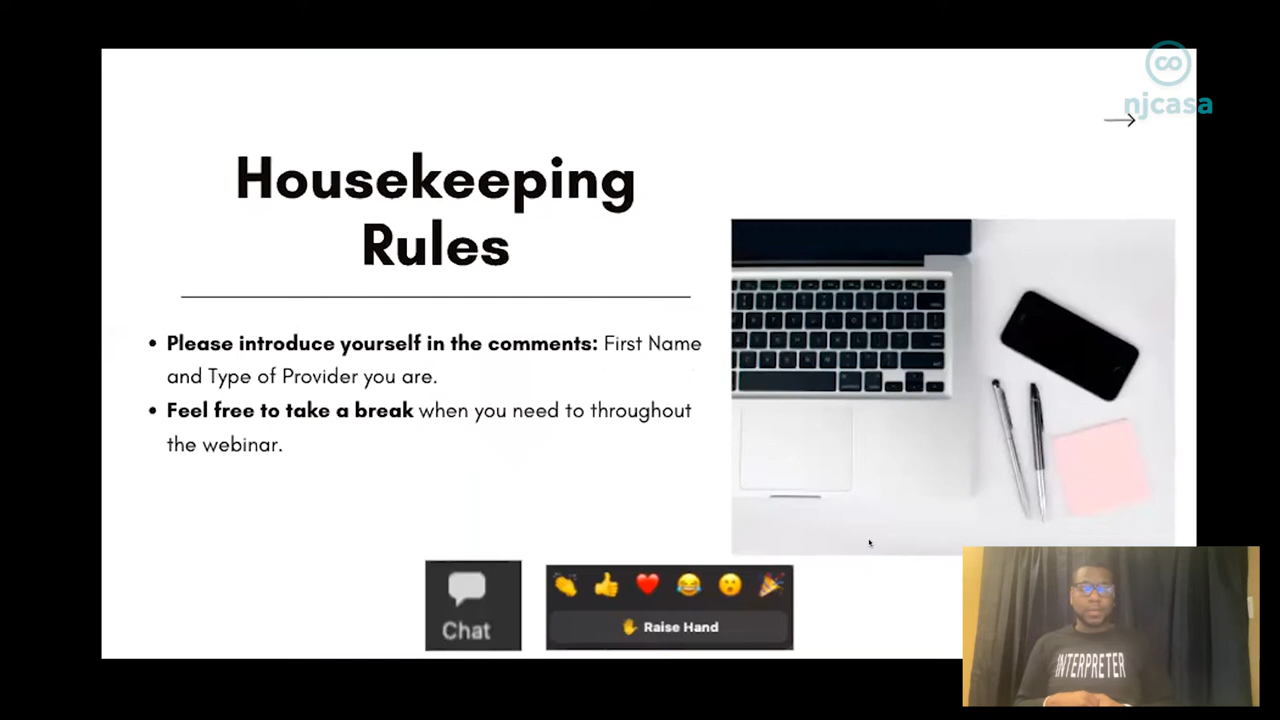 njcasa
Housekeeping
Rules
• Please introduce yourself in the comments: First Name
and Type of Provider you are.
• Feel free to take a break when you need to throughout
the webinar.
Chat
Raise Hand
INTERPRETER